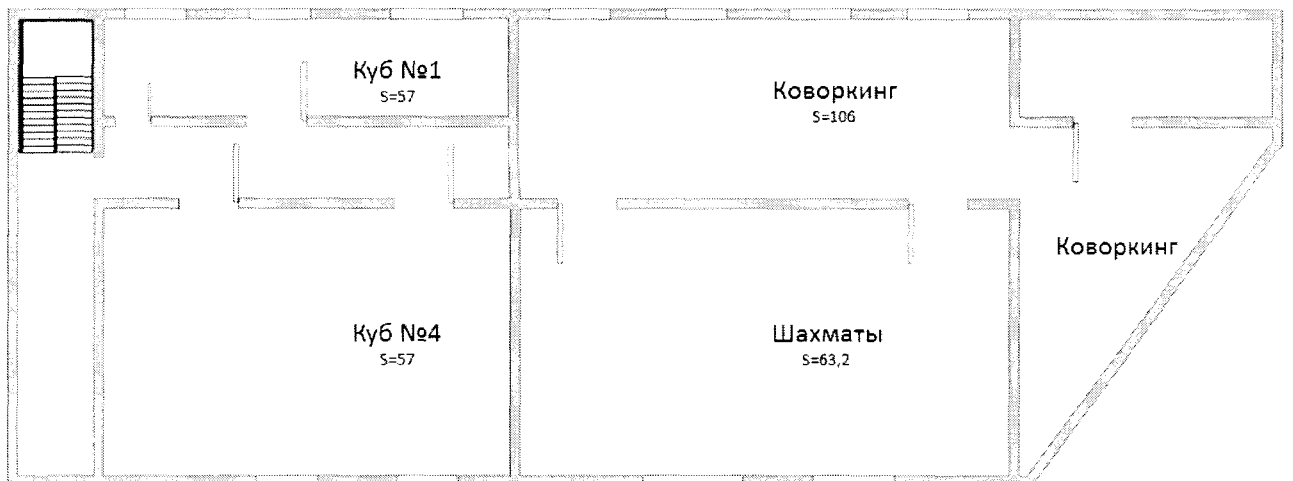 Куб №1
S=57
Коворкинг
S=106
Коворкинг
Куб №4
S=57
Шахматы
S=63,2